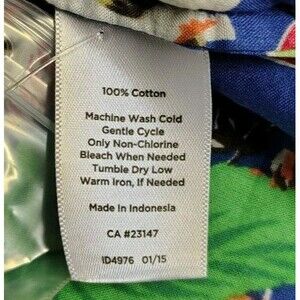 100% Cotton
Machine Wash Cold
Gentle Cycle
Only Non-Chlorine
Bleach When Needed
Tumble Dry Low
Warm Iron, If Needed
Made in Indonesia
CA #23147
ID4976 01/15